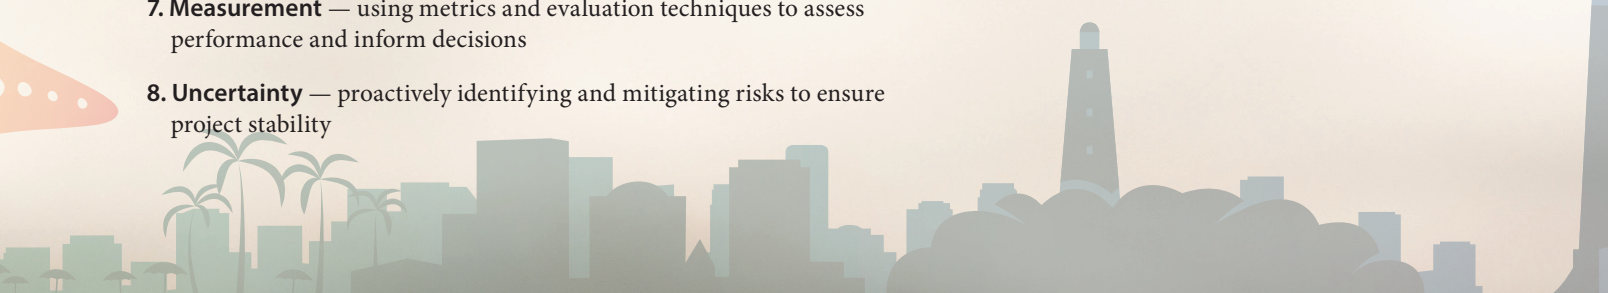 7. Measurement — using metrics and evaluation techniques to assess
performance and inform decisions
8. Uncertainty — proactively identifying and mitigating risks to ensure
project stability